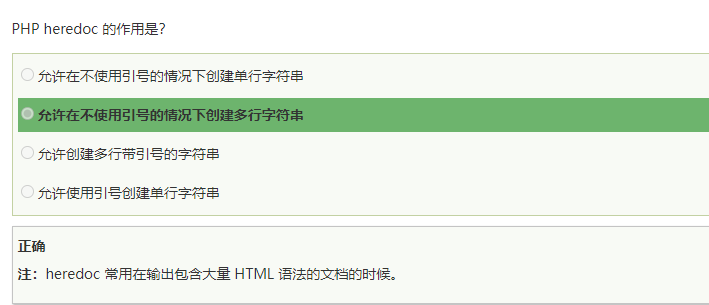 PHP heredoc 的作用是？
允许在不使用引号的情况下创建单行字符串
允许在不使用引号的情况下创建多行字符串
允许创建多行带引号的字符串
允许使用引号创建单行字符串
正确
注：heredoc 常用在输出包含大量 HTML 语法的文档的时候。